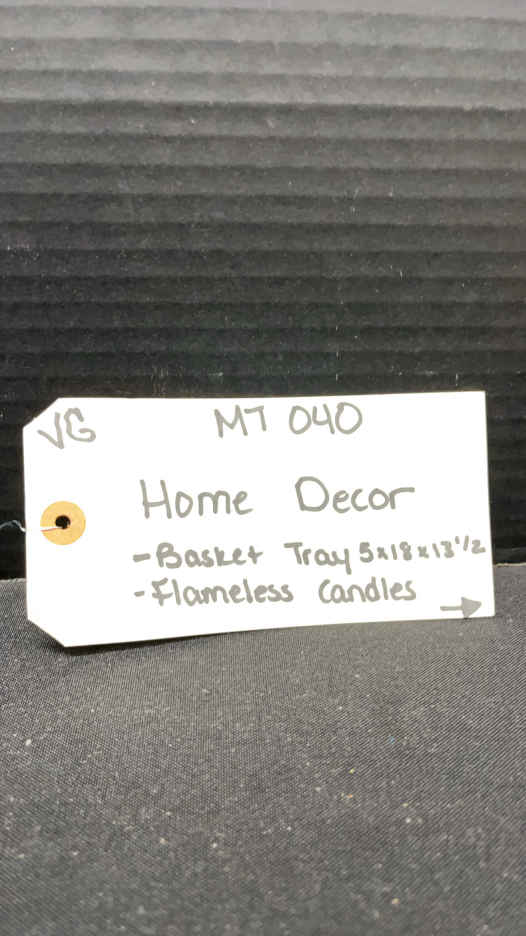 VG MT 040
Home Decor
- Basket Tray 5x18x13 1/2
- Flameless Candles →